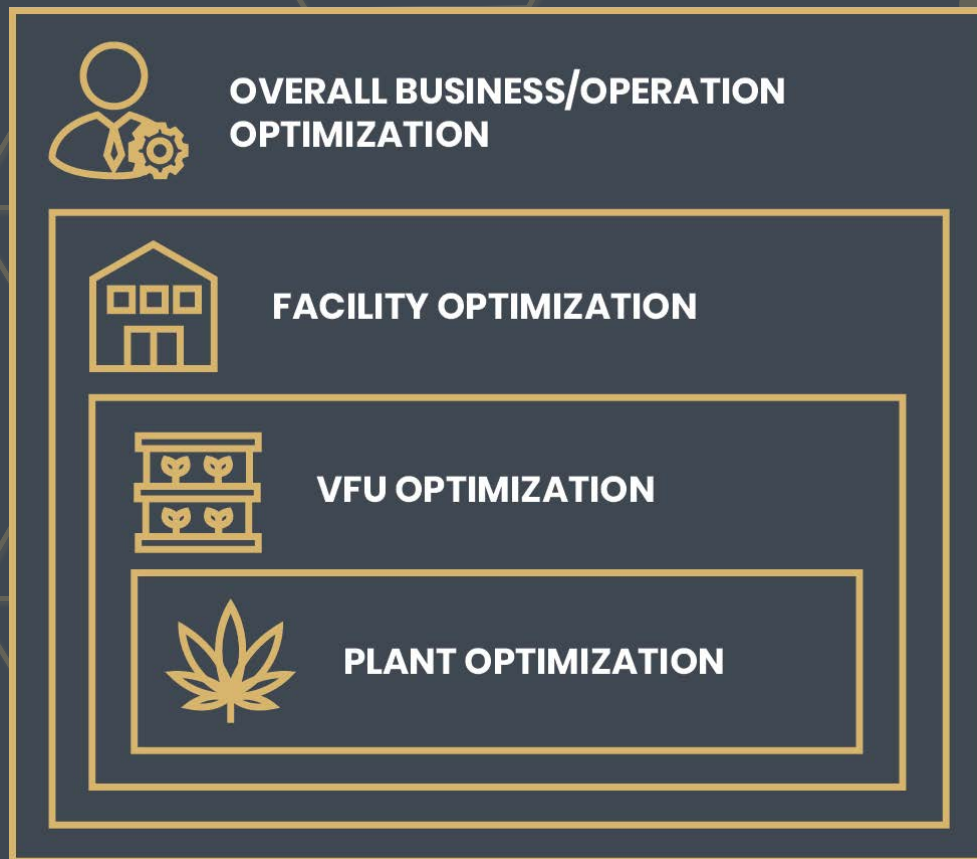 OVERALL BUSINESS/OPERATION
OPTIMIZATION
FACILITY OPTIMIZATION
VFU OPTIMIZATION
PLANT OPTIMIZATION